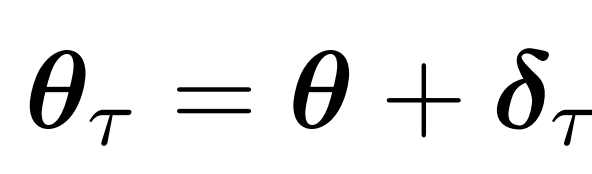 θ_τ = θ + δ_τ